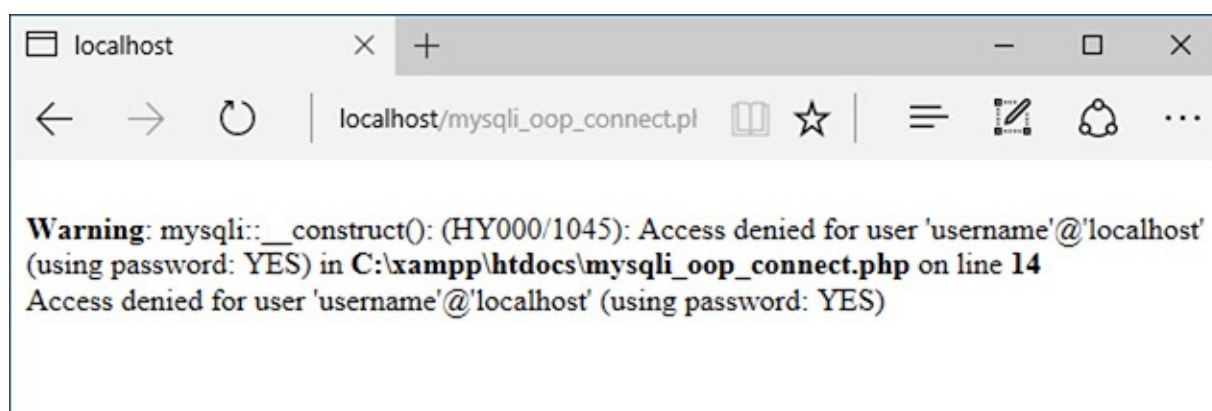 localhost
localhost/mysqli_oop_connect.pl
Warning: mysqli::__construct(): (HY000/1045): Access denied for user 'username'@'localhost'
(using password: YES) in C:\xampp\htdocs\mysqli_oop_connect.php on line 14
Access denied for user 'username'@'localhost' (using password: YES)